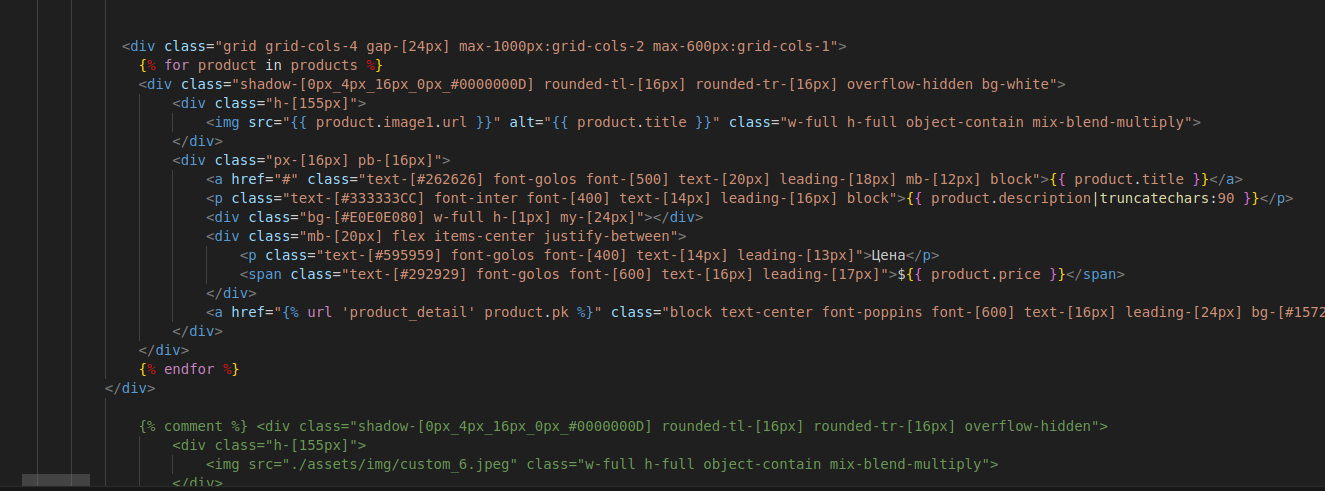 <div class="grid grid-cols-4 gap-[24px] max-1000px:grid-cols-2 max-600px:grid-cols-1">
{% for product in products %}
<div class="shadow-[0px_4px_16px_0px_#0000000D] rounded-tl-[16px] rounded-tr-[16px] overflow-hidden bg-white">
<div class="h-[155px]">
<img src="{{ product.image1.url }}" alt="{{ product.title }}" class="w-full h-full object-contain mix-blend-multiply">
</div>
<div class="px-[16px] pb-[16px]">
<a href="#" class="text-[#262626] font-golos font-[500] text-[20px] leading-[18px] mb-[12px] block">{{ product.title }}</a>
<p class="text-[#333333CC] font-inter font-[400] text-[14px] leading-[16px] block">{{ product.description|truncatechars:90 }}</p>
<div class="bg-[#E0E0E080] w-full h-[1px] my-[24px]"></div>
<div class="mb-[20px] flex items-center justify-between">
<p class="text-[#595959] font-golos font-[400] text-[14px] leading-[13px]">Цена</p>
<span class="text-[#292929] font-golos font-[600] text-[16px] leading-[17px]">${{ product.price }}</span>
</div>
<a href="{% url 'product_detail' product.pk %}" class="block text-center font-poppins font-[600] text-[16px] leading-[24px] bg-[#1572
</div>
</div>
{% endfor %}
</div>
{% comment %} <div class="shadow-[0px_4px_16px_0px_#0000000D] rounded-tl-[16px] rounded-tr-[16px] overflow-hidden">
<div class="h-[155px]">
<img src="./assets/img/custom_6.jpeg" class="w-full h-full object-contain mix-blend-multiply">
</div>